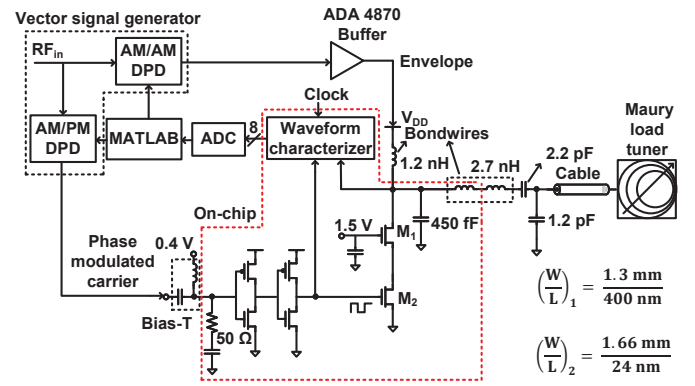 Vector signal generator
ADA 4870
Buffer
RFin
AM/AM
DPD
Envelope
Clock
VDD
Bondwires
Maury
load
tuner
AM/PM
DPD
MATLAB
ADC
8
Waveform
characterizer
1.2 nH
2.7 nH
2.2 pF
Cable
On-chip
450 fF
1.2 pF
Phase
modulated
carrier
0.4 V
1.5 V
M1
M2
Bias-T
50 Ω
(W/L)1 = 1.3 mm / 400 nm
(W/L)2 = 1.66 mm / 24 nm